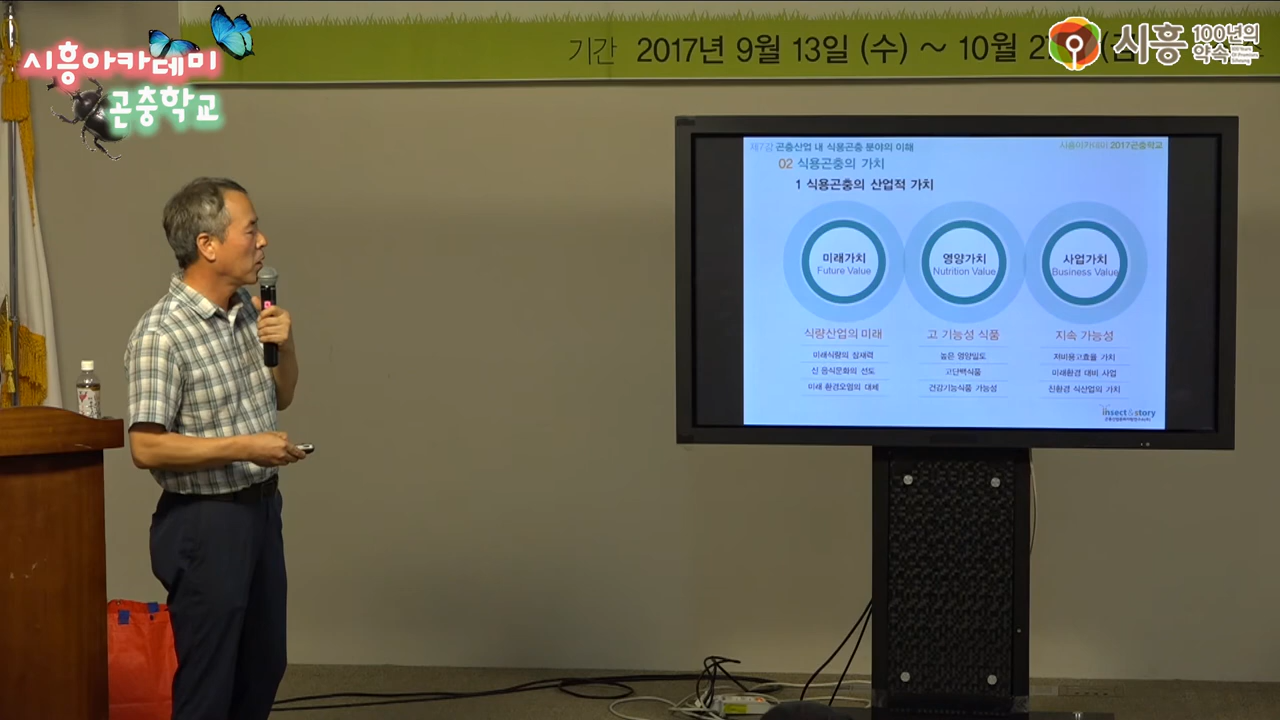 시흥아카데미
곤충학교
기간 2017년 9월 13일 (수) ~ 10월
시흥 100년의
약속
제7강 곤충산업 내 식용곤충 분야의 이해
시흥아카데미 2017곤충학교
02 식용곤충의 가치
1 식용곤충의 산업적 가치
미래가치
Future Value
영양가치
Nutrition Value
사업가치
Business Value
식량산업의 미래
미래식량의 잠재력
신 음식문화의 선도
미래 환경오염의 대체
고 기능성 식품
높은 영양밀도
고단백식품
건강기능식품 가능성
지속 가능성
저비용고효율 가치
미래환경 대비 사업
친환경 식산업의 가치
insect&story